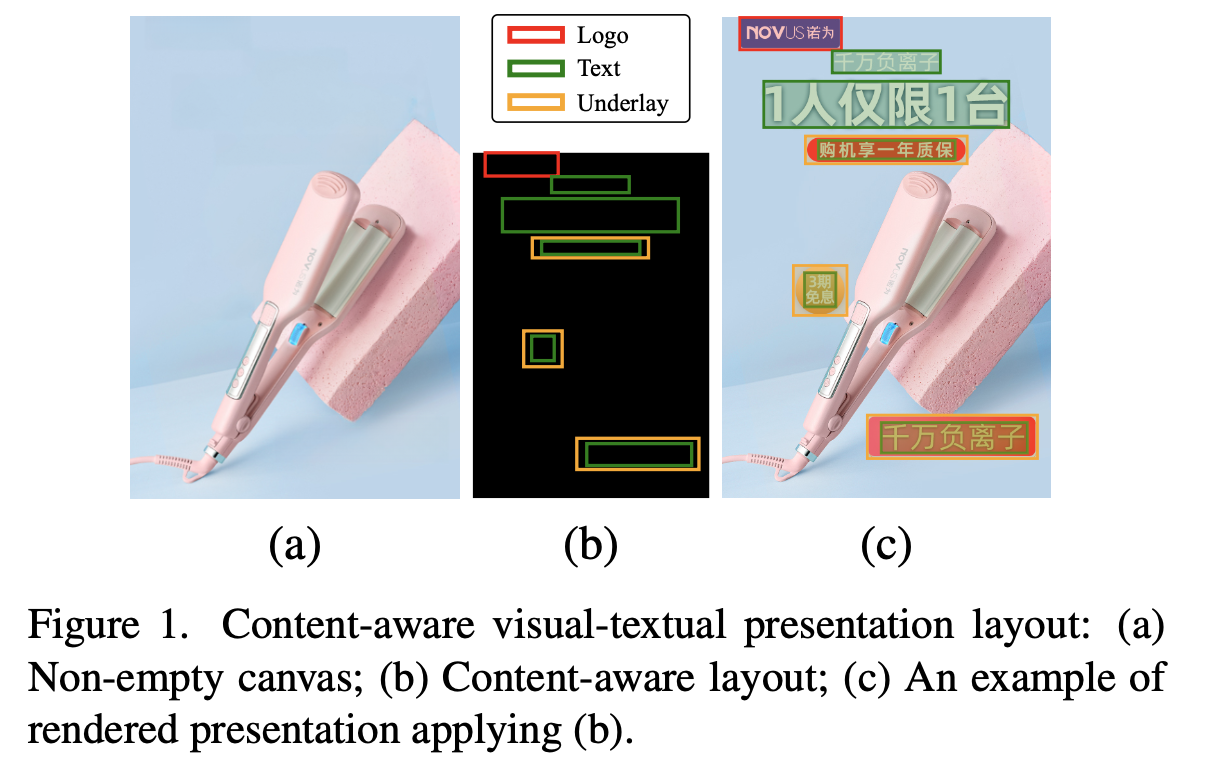 Logo
Text
Underlay
NOVUS诺为
千万负离子
1人仅限1台
购机享一年质保
3期
免息
千万负离子
(a)
(b)
(c)
Figure 1. Content-aware visual-textual presentation layout: (a)
Non-empty canvas; (b) Content-aware layout; (c) An example of
rendered presentation applying (b).